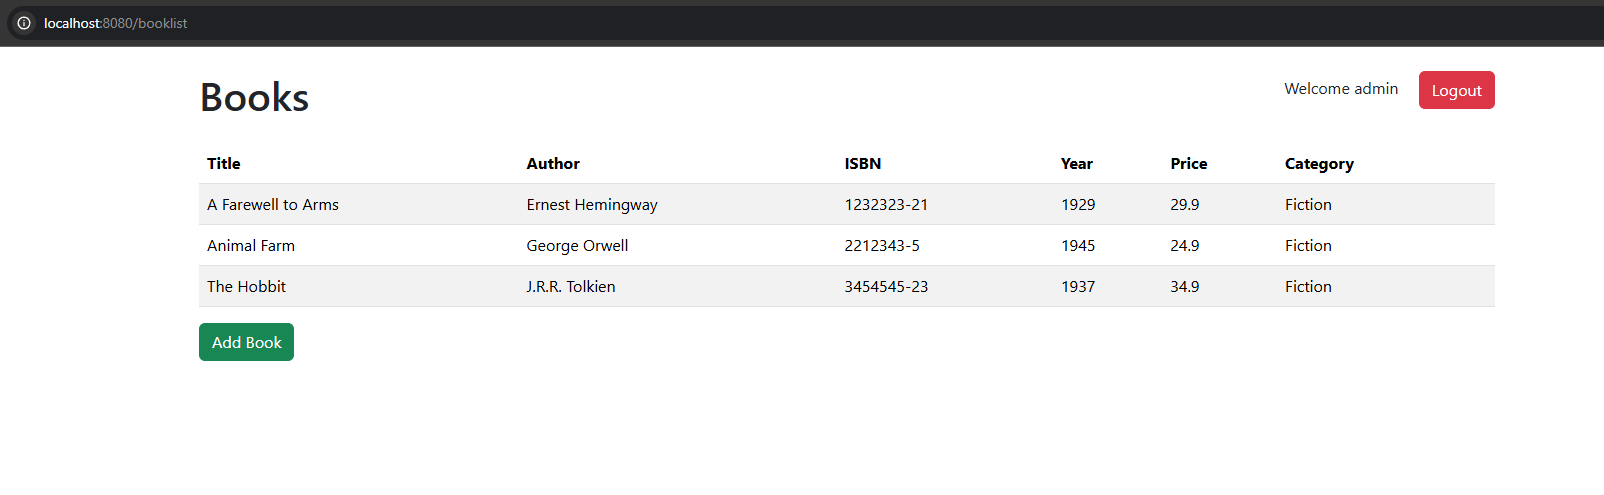 localhost:8080/booklist
Books
Welcome admin Logout
Title Author ISBN Year Price Category
A Farewell to Arms Ernest Hemingway 1232323-21 1929 29.9 Fiction
Animal Farm George Orwell 2212343-5 1945 24.9 Fiction
The Hobbit J.R.R. Tolkien 3454545-23 1937 34.9 Fiction
Add Book